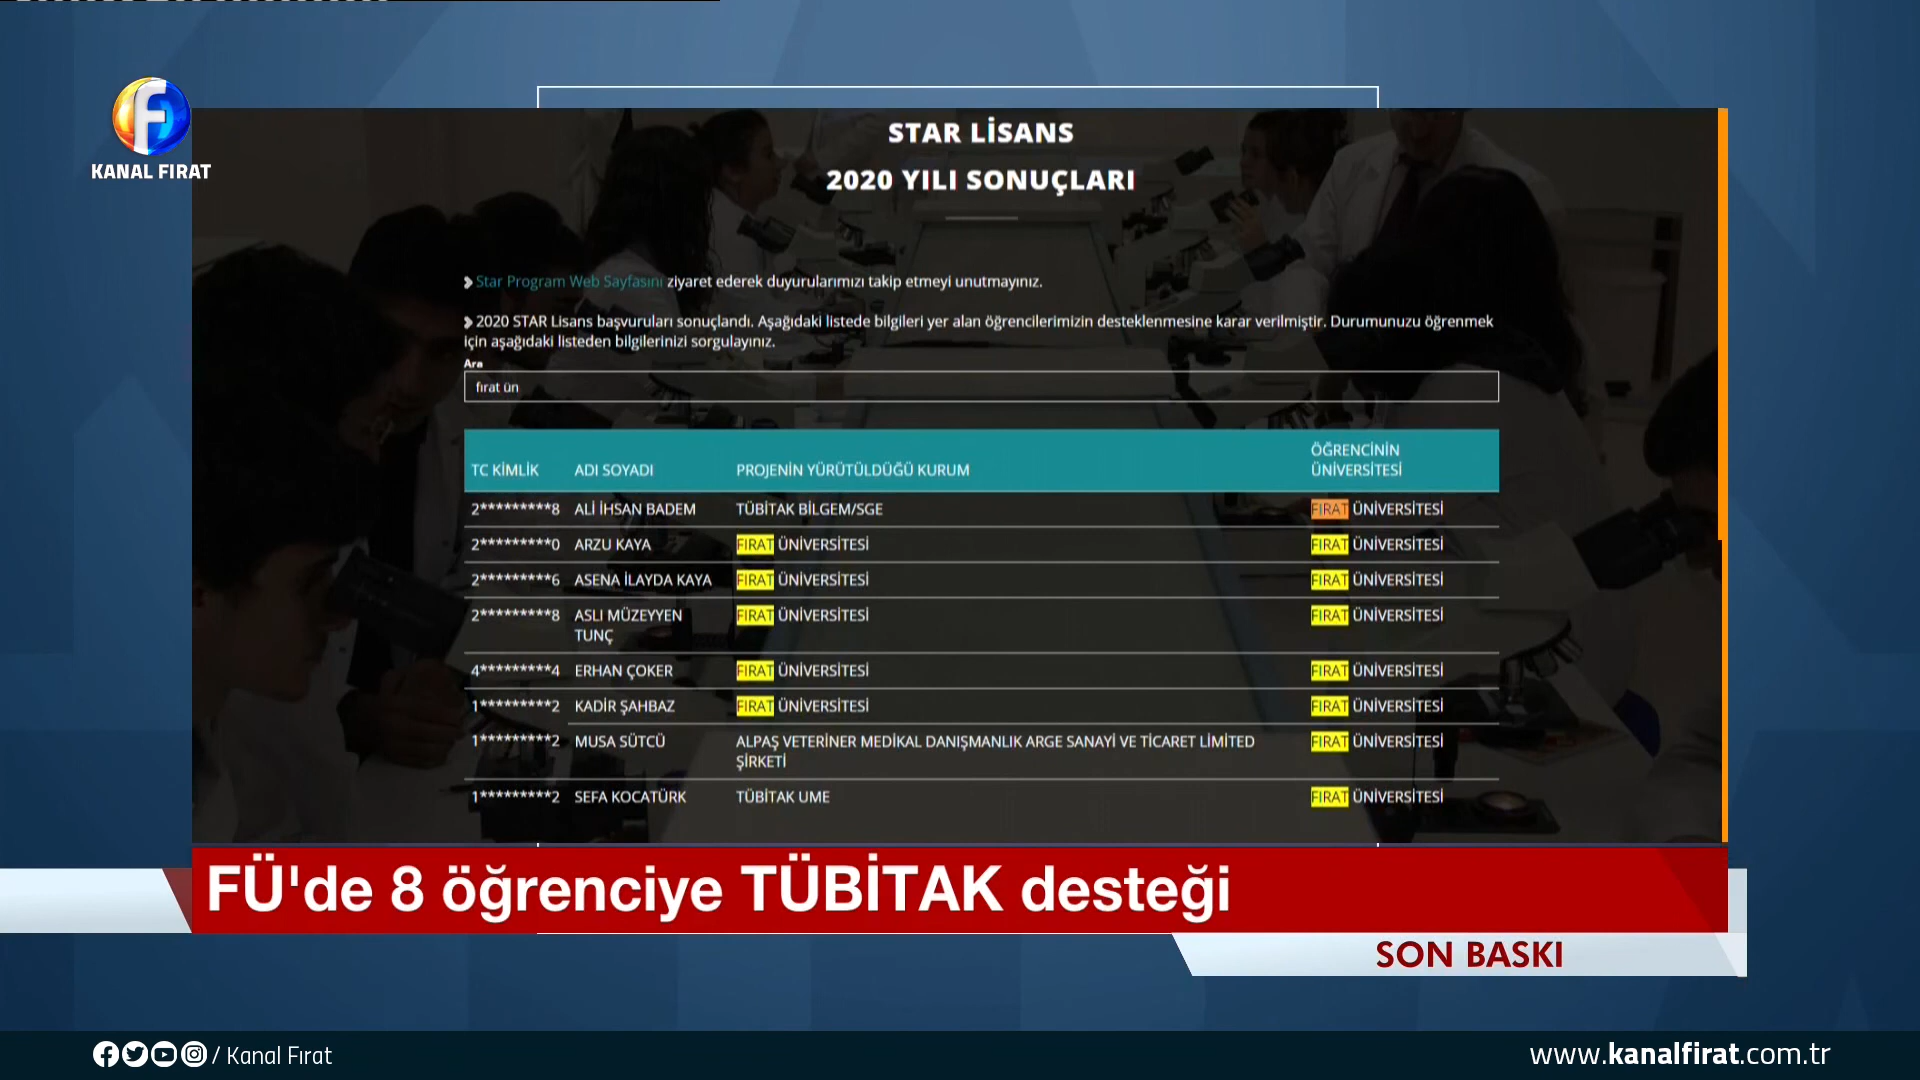 KANAL FIRAT
STAR LİSANS
2020 YILI SONUÇLARI
Star Program Web Sayfasını ziyaret ederek duyurularımızı takip etmeyi unutmayınız.
2020 STAR Lisans başvuruları sonuçlandı. Aşağıdaki listede bilgileri yer alan öğrencilerimizin desteklenmesine karar verilmiştir. Durumunuzu öğrenmek
için aşağıdaki listeden bilgilerinizi sorgulayınız.
Ara
fırat ün
TC KİMLİK ADI SOYADI PROJENİN YÜRÜTÜLDÜĞÜ KURUM ÖĞRENCİNİN
ÜNİVERSİTESİ
2*********8 ALİ İHSAN BADEM TÜBİTAK BİLGEM/SGE FIRAT ÜNİVERSİTESİ
2*********0 ARZU KAYA FIRAT ÜNİVERSİTESİ FIRAT ÜNİVERSİTESİ
2*********6 ASENA İLAYDA KAYA FIRAT ÜNİVERSİTESİ FIRAT ÜNİVERSİTESİ
2*********8 ASLI MÜZEYYEN FIRAT ÜNİVERSİTESİ FIRAT ÜNİVERSİTESİ
TUNÇ
4*********4 ERHAN ÇOKER FIRAT ÜNİVERSİTESİ FIRAT ÜNİVERSİTESİ
1*********2 KADİR ŞAHBAZ FIRAT ÜNİVERSİTESİ FIRAT ÜNİVERSİTESİ
1*********2 MUSA SÜTCÜ ALPAŞ VETERİNER MEDİKAL DANIŞMANLIK ARGE SANAYİ VE TİCARET LİMİTED FIRAT ÜNİVERSİTESİ
ŞİRKETİ
1*********2 SEFA KOCATÜRK TÜBİTAK UME FIRAT ÜNİVERSİTESİ
FÜ'de 8 öğrenciye TÜBİTAK desteği
SON BASKI
/ Kanal Fırat
www.kanalfirat.com.tr